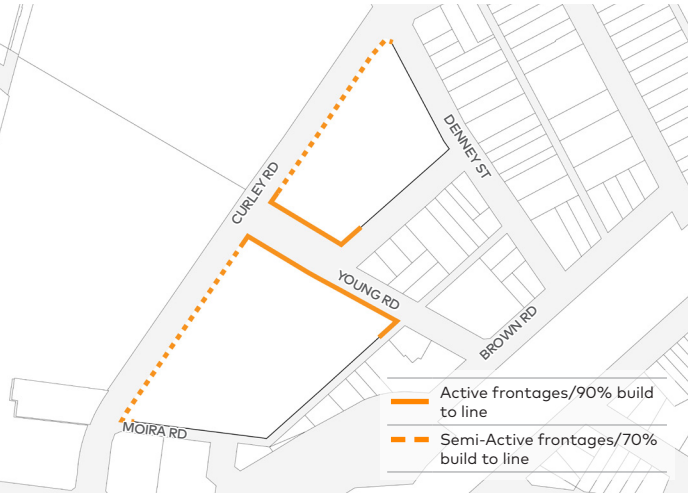 DENNEY ST
CURLEY RD
YOUNG RD
BROWN RD
MOIRA RD
Active frontages/90% build
to line
Semi-Active frontages/70%
build to line